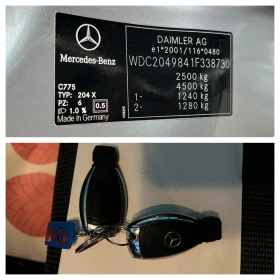 Mercedes-Benz
DAIMLER AG
e1*2001/116*0480
WDC2049841F338730
2500 kg
4500 kg
1- 1240 kg
2- 1280 kg
C775
TYP: 204 X
PZ: 6
1.0 %
0.5
Made in Germany